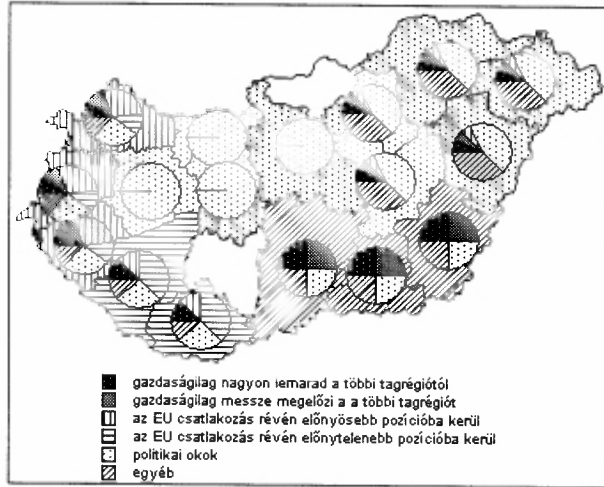 gazdaságilag nagyon lemarad a többi tagrégiótól
gazdaságilag messze megelőzi a a többi tagrégiót
az EU csatlakozás révén előnyösebb pozícióba kerül
az EU csatlakozás révén előnytelenebb pozícióba kerül
politikai okok
egyéb